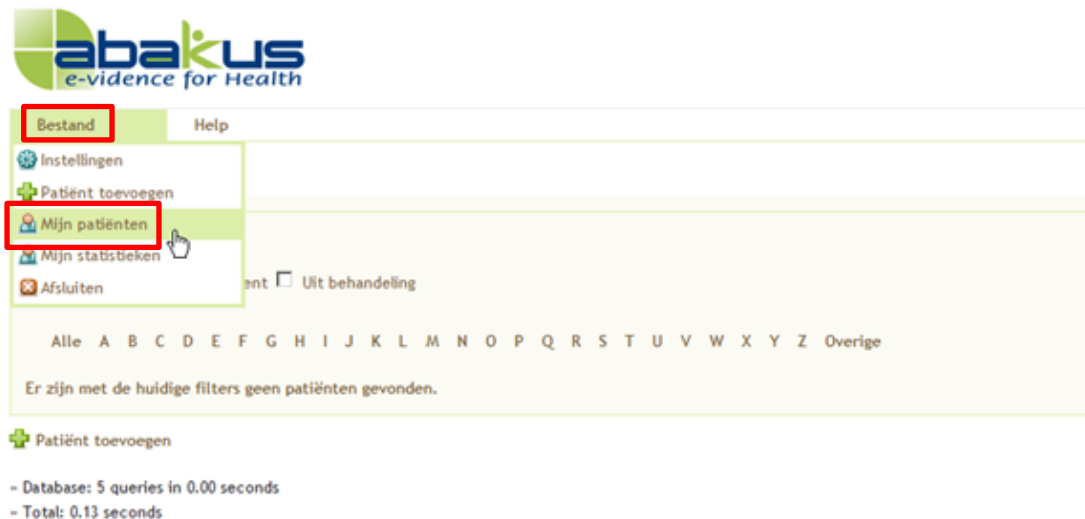 abakus
e-vidence for Health
Bestand Help
Instellingen
Patiënt toevoegen
Mijn patiënten
Mijn statistieken
Afsluiten
ent Uit behandeling
Alle A B C D E F G H I J K L M N O P Q R S T U V W X Y Z Overige
Er zijn met de huidige filters geen patiënten gevonden.
Patiënt toevoegen
- Database: 5 queries in 0.00 seconds
- Total: 0.13 seconds